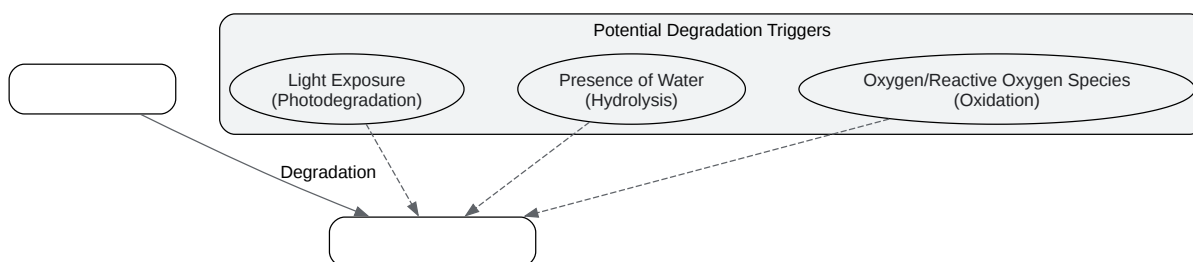 Potential Degradation Triggers
Light Exposure
(Photodegradation)
Presence of Water
(Hydrolysis)
Oxygen/Reactive Oxygen Species
(Oxidation)
Degradation